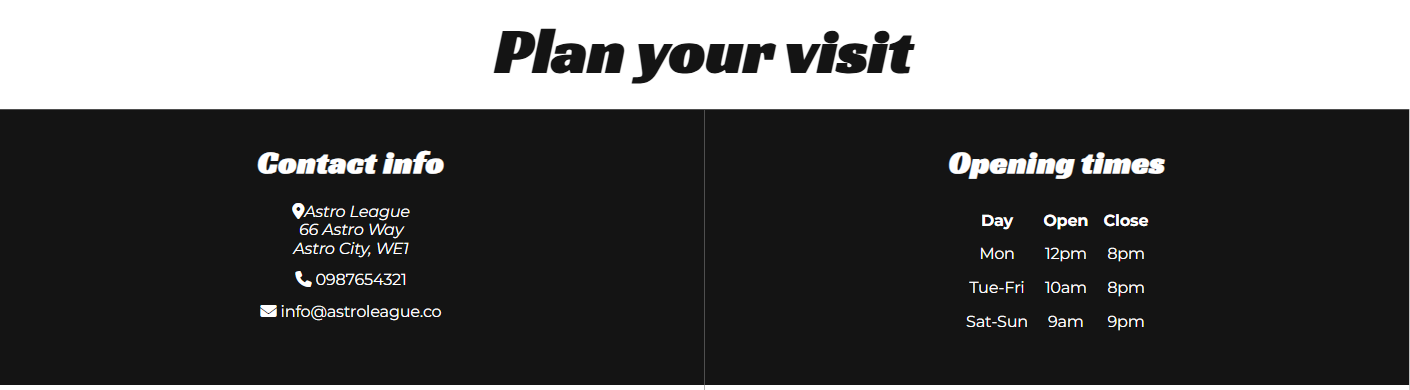 Plan your visit
Contact info
Astro League
66 Astro Way
Astro City, WE1
0987654321
info@astroleague.co
Opening times
Day Open Close
Mon 12pm 8pm
Tue-Fri 10am 8pm
Sat-Sun 9am 9pm